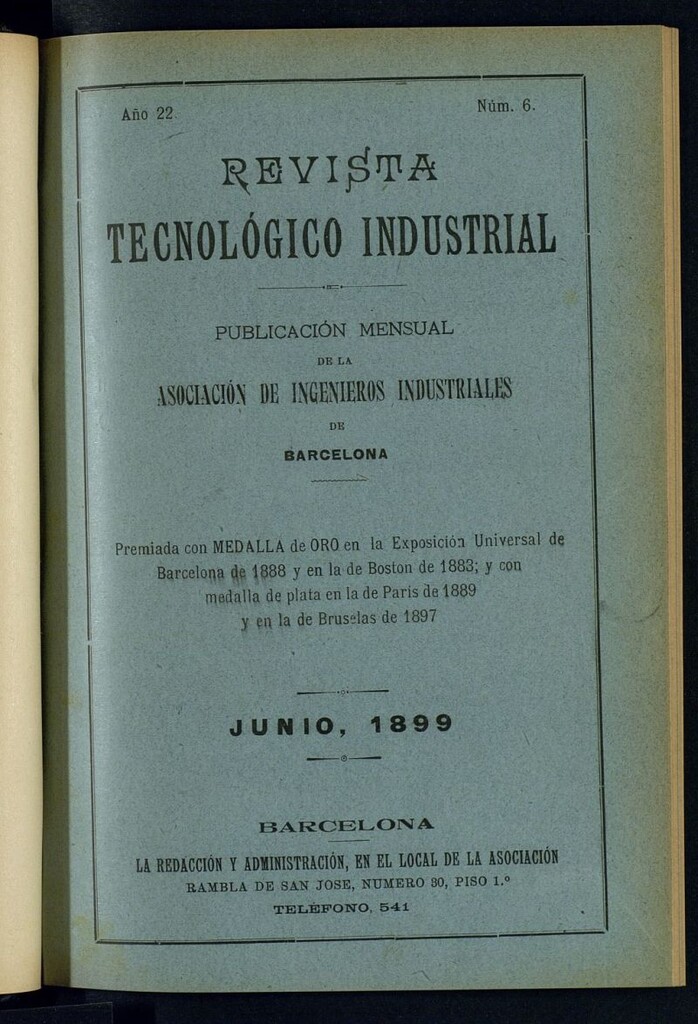 Año 22
Núm. 6.
REVISTA
TECNOLÓGICO INDUSTRIAL
PUBLICACIÓN MENSUAL
DE LA
ASOCIACIÓN DE INGENIEROS INDUSTRIALES
DE
BARCELONA
Premiada con MEDALLA de ORO en la Exposición Universal de
Barcelona de 1888 y en la de Boston de 1883; y con
medalla de plata en la de París de 1889
y en la de Bruselas de 1897
JUNIO, 1899
BARCELONA
LA REDACCIÓN Y ADMINISTRACIÓN, EN EL LOCAL DE LA ASOCIACIÓN
RAMBLA DE SAN JOSE, NUMERO 30, PISO 1.º
TELÉFONO, 541